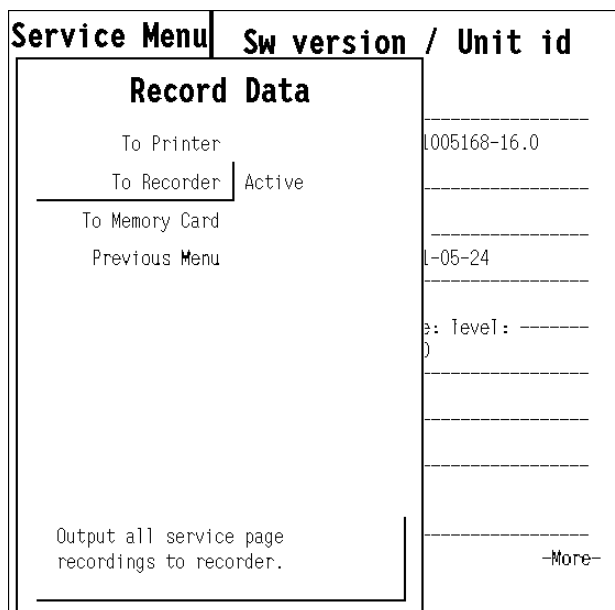 Service Menu
Sw version / Unit id
Record Data
To Printer
1005168-16.0
To Recorder Active
To Memory Card
Previous Menu
1-05-24
e: level:
0
Output all service page
recordings to recorder.
-More-